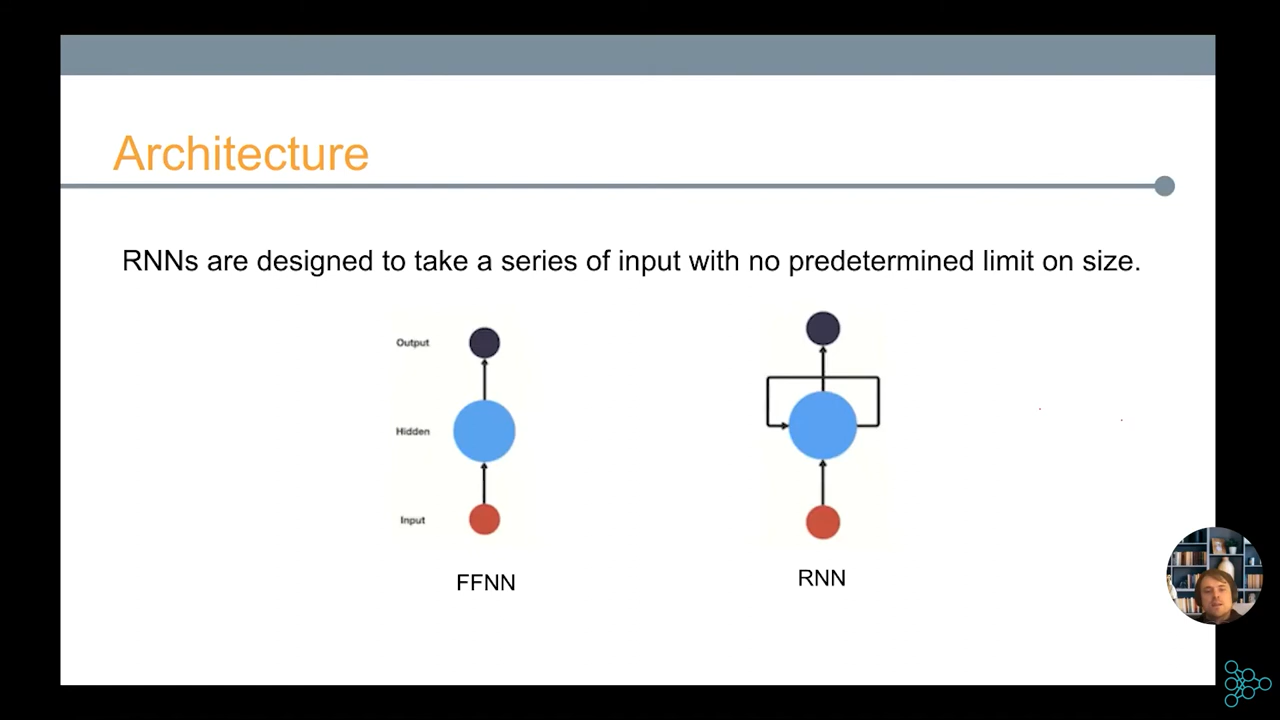 Architecture
RNNs are designed to take a series of input with no predetermined limit on size.
Output
Hidden
Input
FFNN
RNN